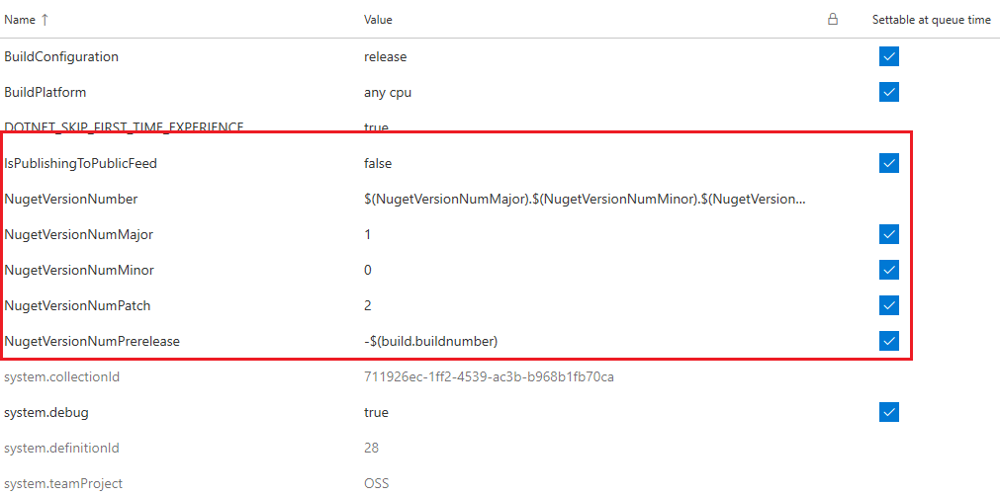 Name ↑ Value Settable at queue time
BuildConfiguration release
BuildPlatform any cpu
DOTNET_SKIP_FIRST_TIME_EXPERIENCE true
IsPublishingToPublicFeed false
NugetVersionNumber $(NugetVersionNumMajor).$(NugetVersionNumMinor).$(NugetVersion...
NugetVersionNumMajor 1
NugetVersionNumMinor 0
NugetVersionNumPatch 2
NugetVersionNumPrerelease -$(build.buildnumber)
system.collectionId 711926ec-1ff2-4539-ac3b-b968b1fb70ca
system.debug true
system.definitionId 28
system.teamProject OSS